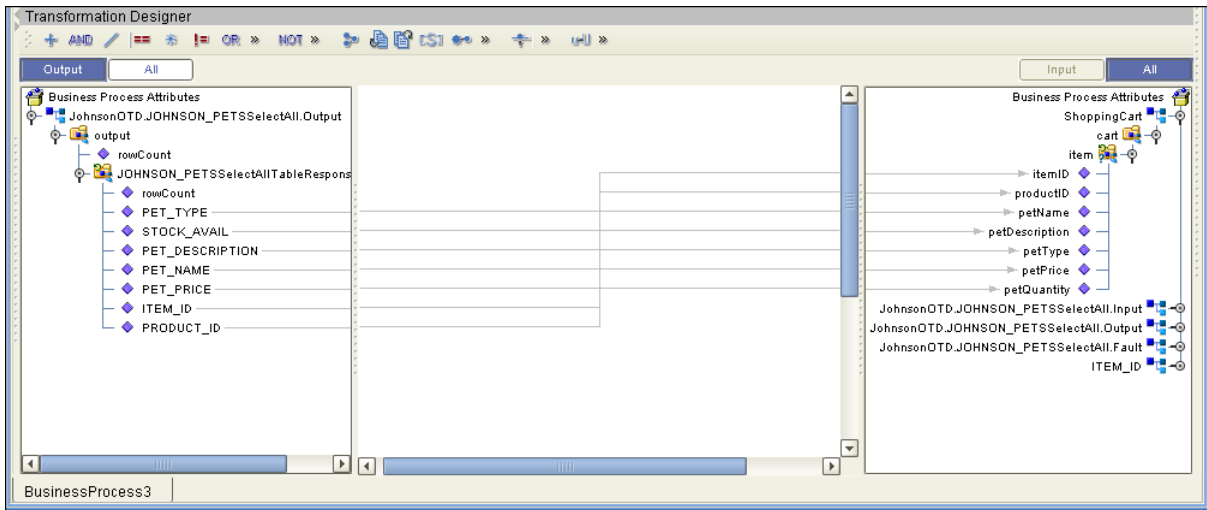 Transformation Designer
AND == != OR » NOT » [S] » » »
Output All Input All
Business Process Attributes
JohnsonOTD.JOHNSON_PETSSelectAll.Output
output
rowCount
JOHNSON_PETSSelectAllTableRespons
rowCount
PET_TYPE
STOCK_AVAIL
PET_DESCRIPTION
PET_NAME
PET_PRICE
ITEM_ID
PRODUCT_ID
Business Process Attributes
ShoppingCart
cart
item
itemID
productID
petName
petDescription
petType
petPrice
petQuantity
JohnsonOTD.JOHNSON_PETSSelectAll.Input
JohnsonOTD.JOHNSON_PETSSelectAll.Output
JohnsonOTD.JOHNSON_PETSSelectAll.Fault
ITEM_ID
BusinessProcess3